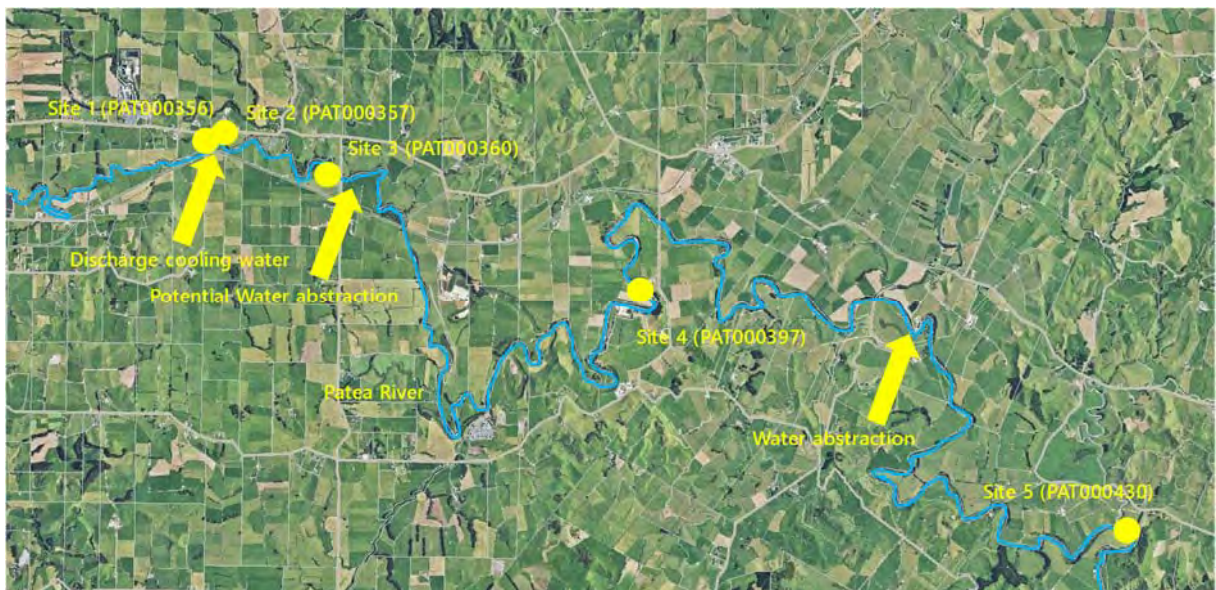 Site 1 (PAT000356)
Site 2 (PAT000357)
Site 3 (PAT000360)
Discharge cooling water
Potential Water abstraction
Site 4 (PAT000397)
Patea River
Water abstraction
Site 5 (PAT000430)